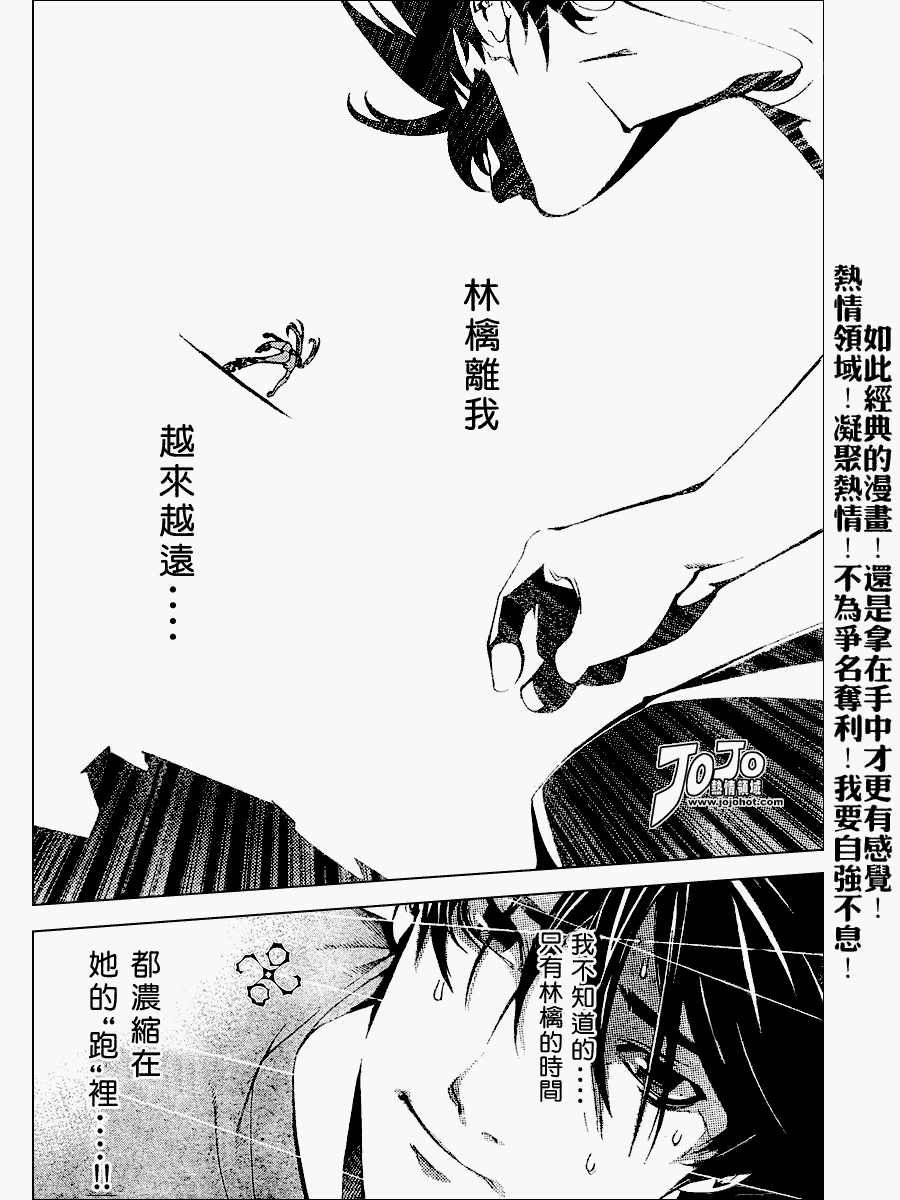 如此經典的漫畫！還是拿在手中才更有感覺！
熱情領域！凝聚熱情！不為爭名奪利！我要自強不息！
林檎離我
越來越遠‥‥
JOJO
熱情領域
www.jojohot.com
我不知道的‥‥
只有林檎的時間
都濃縮在
她的“跑“裡‥‥!!